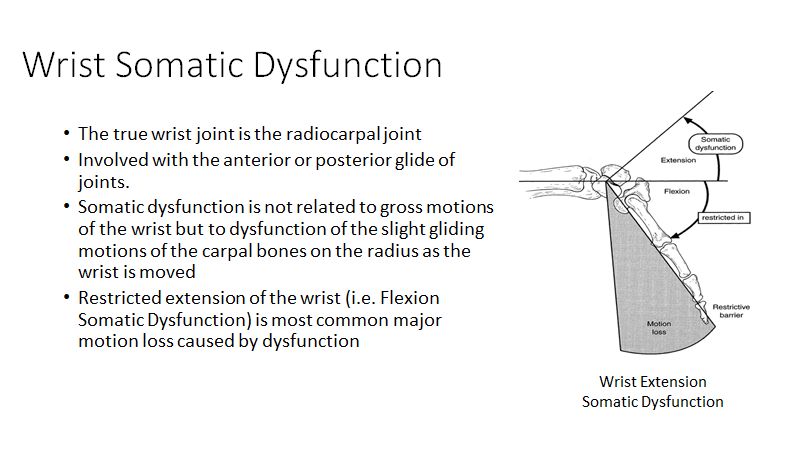 Wrist Somatic Dysfunction
• The true wrist joint is the radiocarpal joint
• Involved with the anterior or posterior glide of
joints.
• Somatic dysfunction is not related to gross motions
of the wrist but to dysfunction of the slight gliding
motions of the carpal bones on the radius as the
wrist is moved
• Restricted extension of the wrist (i.e. Flexion
Somatic Dysfunction) is most common major
motion loss caused by dysfunction
Somatic
dysfunction
Extension
Flexion
restricted in
Restrictive
barrier
Motion
loss
Wrist Extension
Somatic Dysfunction